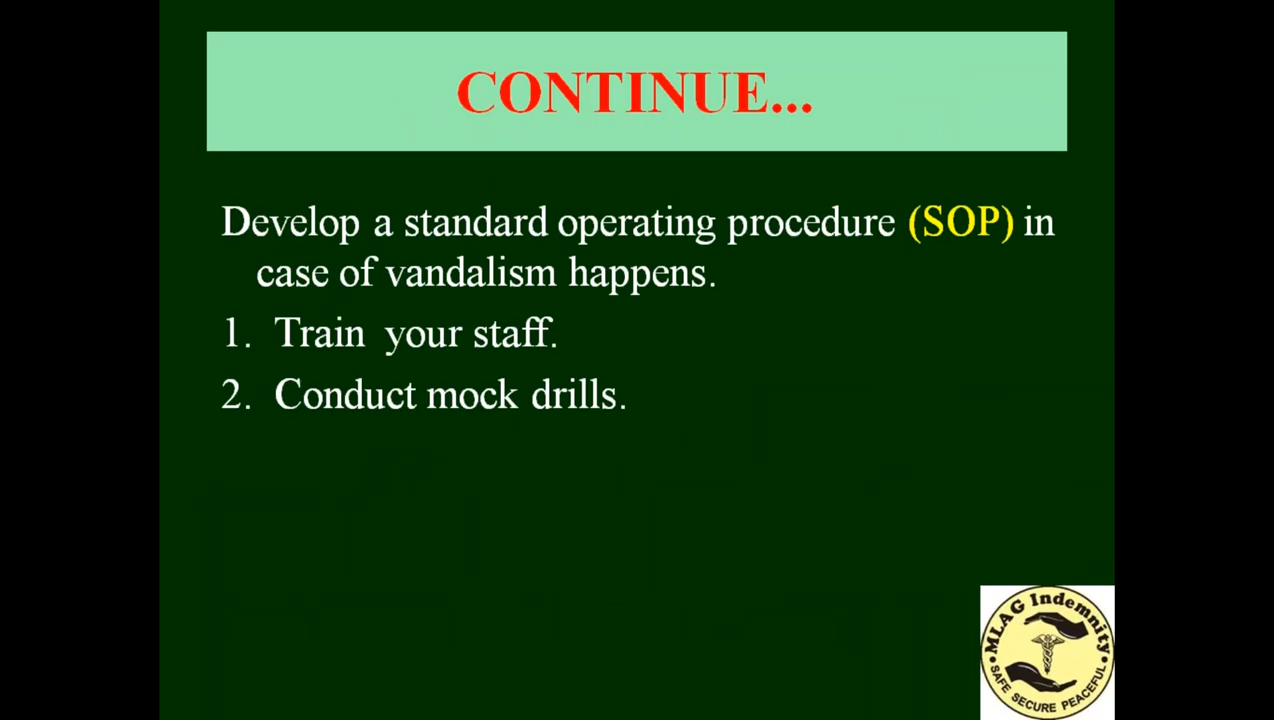 CONTINUE...
Develop a standard operating procedure (SOP) in
case of vandalism happens.
1. Train your staff.
2. Conduct mock drills.
MLAG Indemnity
SAFE SECURE PEACEFUL